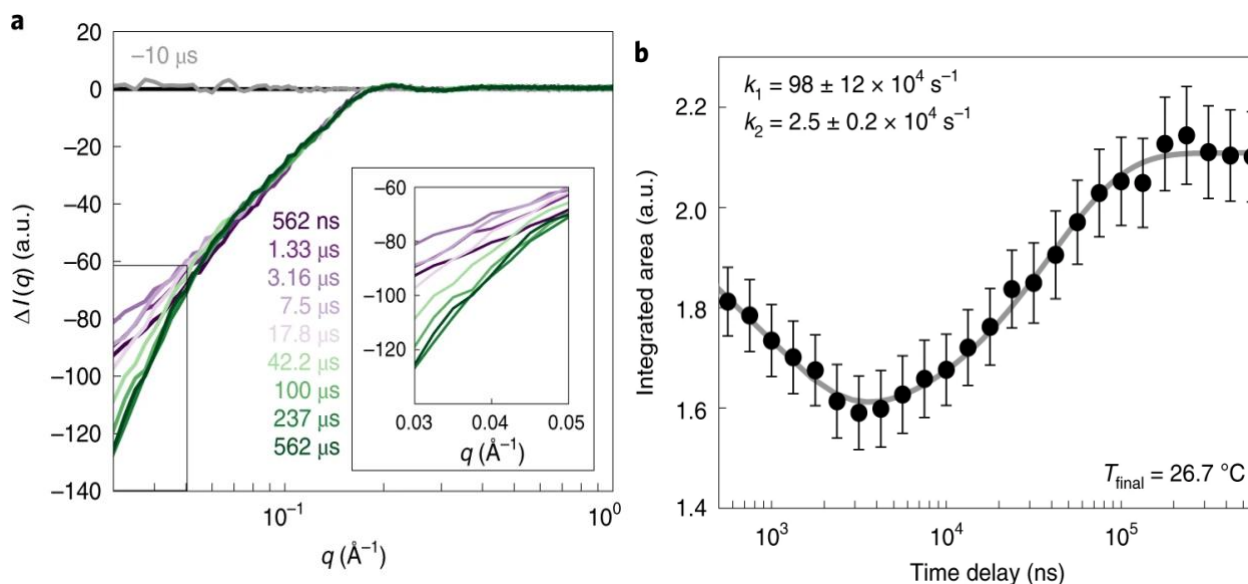 a
20
0
−20
−40
−60
−80
−100
−120
−140
ΔI(q) (a.u.)
−10 μs
562 ns
1.33 μs
3.16 μs
7.5 μs
17.8 μs
42.2 μs
100 μs
237 μs
562 μs
−60
−80
−100
−120
0.03 0.04 0.05
q (Å⁻¹)
10⁻¹ 10⁰
q (Å⁻¹)
b
k₁ = 98 ± 12 × 10⁴ s⁻¹
k₂ = 2.5 ± 0.2 × 10⁴ s⁻¹
2.2
2.0
1.8
1.6
1.4
Integrated area (a.u.)
T_final = 26.7 °C
10³ 10⁴ 10⁵
Time delay (ns)